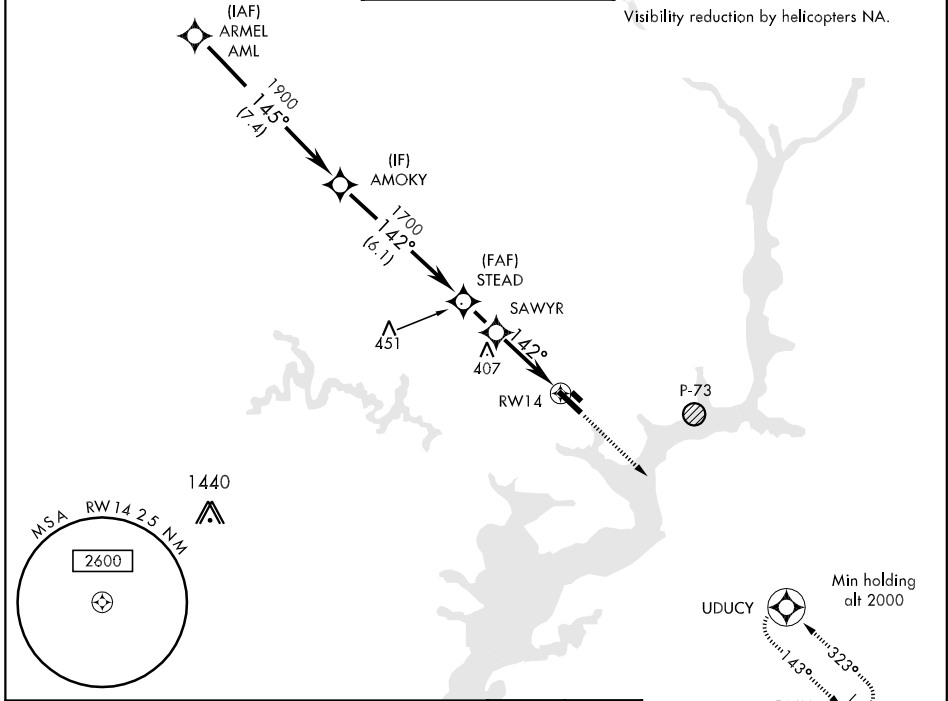 Visibility reduction by helicopters NA.
(IAF)
ARMEL
AML
1900
145°
(7.4)
(IF)
AMOKY
1700
142°
(6.1)
(FAF)
STEAD
SAWYR
142°
451
407
RW14
P-73
1440
MSA RW14 25 NM
2600
Min holding
alt 2000
UDUCY
323°
143°